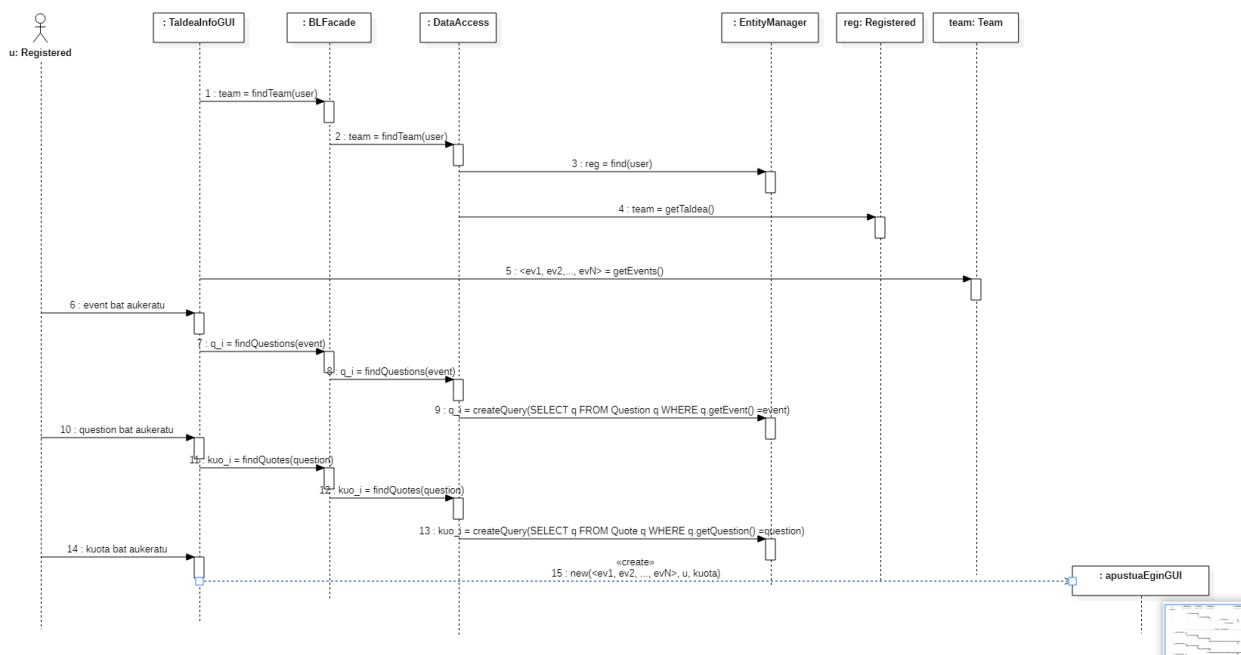 : TaldeaInfoGUI
: BLFacade
: DataAccess
: EntityManager
reg: Registered
team: Team
u: Registered
1 : team = findTeam(user)
2 : team = findTeam(user)
3 : reg = find(user)
4 : team = getTaldea()
5 : <ev1, ev2,..., evN> = getEvents()
6 : event bat aukeratu
7 : q_i = findQuestions(event)
8 : q_i = findQuestions(event)
9 : q_i = createQuery(SELECT q FROM Question q WHERE q.getEvent() =event)
10 : question bat aukeratu
11 : kuo_i = findQuotes(question)
12 : kuo_i = findQuotes(question)
13 : kuo_i = createQuery(SELECT q FROM Quote q WHERE q.getQuestion() =question)
14 : kuota bat aukeratu
«create»
15 : new(<ev1, ev2, ..., evN>, u, kuota)
: apustuaEginGUI